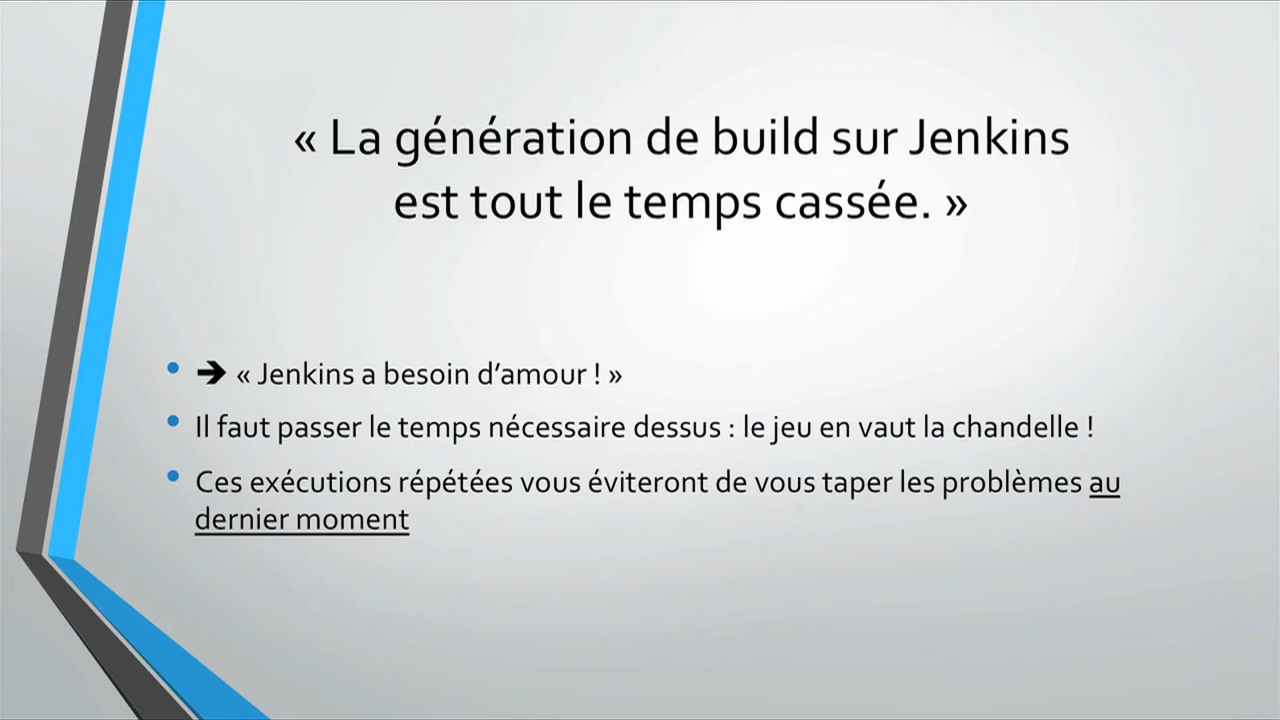 « La génération de build sur Jenkins
est tout le temps cassée. »
• ➔ « Jenkins a besoin d’amour ! »
• Il faut passer le temps nécessaire dessus : le jeu en vaut la chandelle !
• Ces exécutions répétées vous éviteront de vous taper les problèmes au
dernier moment